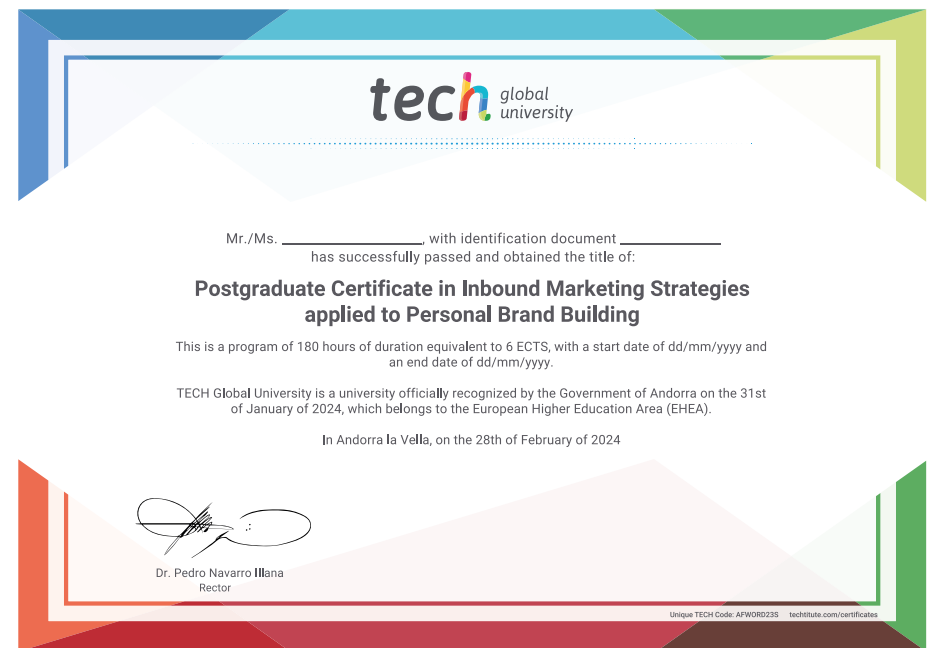 tech global
university
Mr./Ms. ____________, with identification document ____________
has successfully passed and obtained the title of:
Postgraduate Certificate in Inbound Marketing Strategies
applied to Personal Brand Building
This is a program of 180 hours of duration equivalent to 6 ECTS, with a start date of dd/mm/yyyy and
an end date of dd/mm/yyyy.
TECH Global University is a university officially recognized by the Government of Andorra on the 31st
of January of 2024, which belongs to the European Higher Education Area (EHEA).
In Andorra la Vella, on the 28th of February of 2024
Dr. Pedro Navarro Illana
Rector
Unique TECH Code: AFWORD23S techtitute.com/certificates